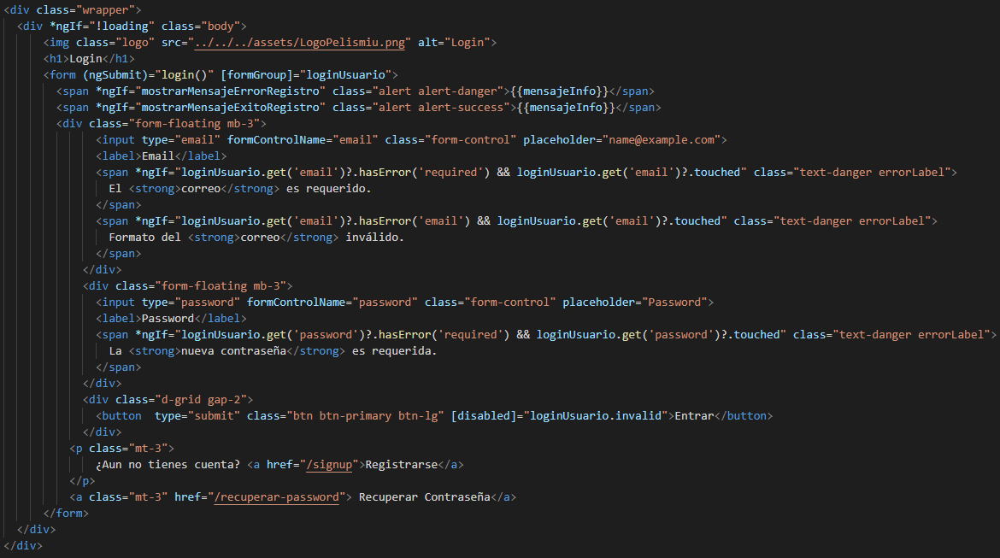 <div class="wrapper">
<div *ngIf="!loading" class="body">
<img class="logo" src="../../../assets/LogoPelismiu.png" alt="Login">
<h1>Login</h1>
<form (ngSubmit)="login()" [formGroup]="loginUsuario">
<span *ngIf="mostrarMensajeErrorRegistro" class="alert alert-danger">{{mensajeInfo}}</span>
<span *ngIf="mostrarMensajeExitoRegistro" class="alert alert-success">{{mensajeInfo}}</span>
<div class="form-floating mb-3">
<input type="email" formControlName="email" class="form-control" placeholder="name@example.com">
<label>Email</label>
<span *ngIf="loginUsuario.get('email')?.hasError('required') && loginUsuario.get('email')?.touched" class="text-danger errorLabel">
El <strong>correo</strong> es requerido.
</span>
<span *ngIf="loginUsuario.get('email')?.hasError('email') && loginUsuario.get('email')?.touched" class="text-danger errorLabel">
Formato del <strong>correo</strong> inválido.
</span>
</div>
<div class="form-floating mb-3">
<input type="password" formControlName="password" class="form-control" placeholder="Password">
<label>Password</label>
<span *ngIf="loginUsuario.get('password')?.hasError('required') && loginUsuario.get('password')?.touched" class="text-danger errorLabel">
La <strong>nueva contraseña</strong> es requerida.
</span>
</div>
<div class="d-grid gap-2">
<button  type="submit" class="btn btn-primary btn-lg" [disabled]="loginUsuario.invalid">Entrar</button>
</div>
<p class="mt-3">
¿Aun no tienes cuenta? <a href="/signup">Registrarse</a>
</p>
<a class="mt-3" href="/recuperar-password"> Recuperar Contraseña</a>
</form>
</div>
</div>